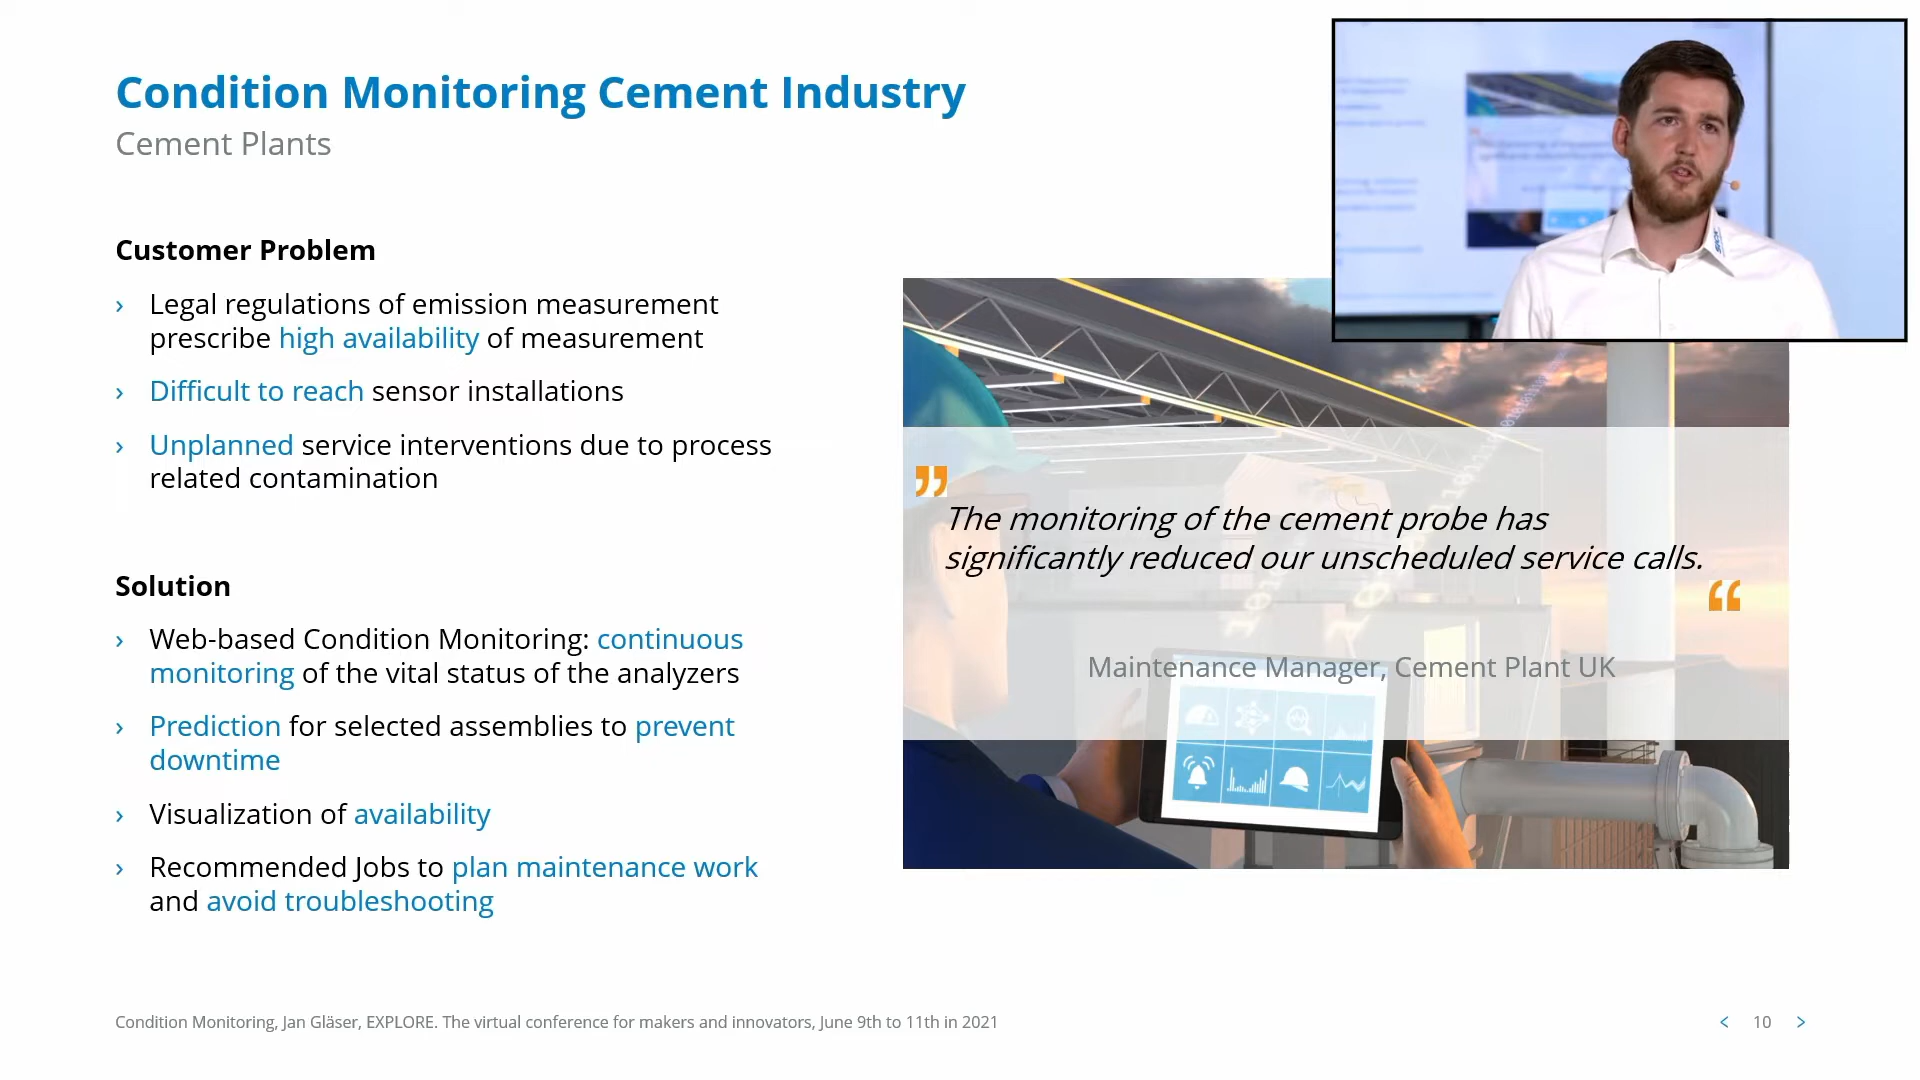 Condition Monitoring Cement Industry
Cement Plants
Customer Problem
› Legal regulations of emission measurement
prescribe high availability of measurement
› Difficult to reach sensor installations
› Unplanned service interventions due to process
related contamination
Solution
› Web-based Condition Monitoring: continuous
monitoring of the vital status of the analyzers
› Prediction for selected assemblies to prevent
downtime
› Visualization of availability
› Recommended Jobs to plan maintenance work
and avoid troubleshooting
SICK
”
The monitoring of the cement probe has
significantly reduced our unscheduled service calls.
“
Maintenance Manager, Cement Plant UK
Condition Monitoring, Jan Gläser, EXPLORE. The virtual conference for makers and innovators, June 9th to 11th in 2021
< 10 >